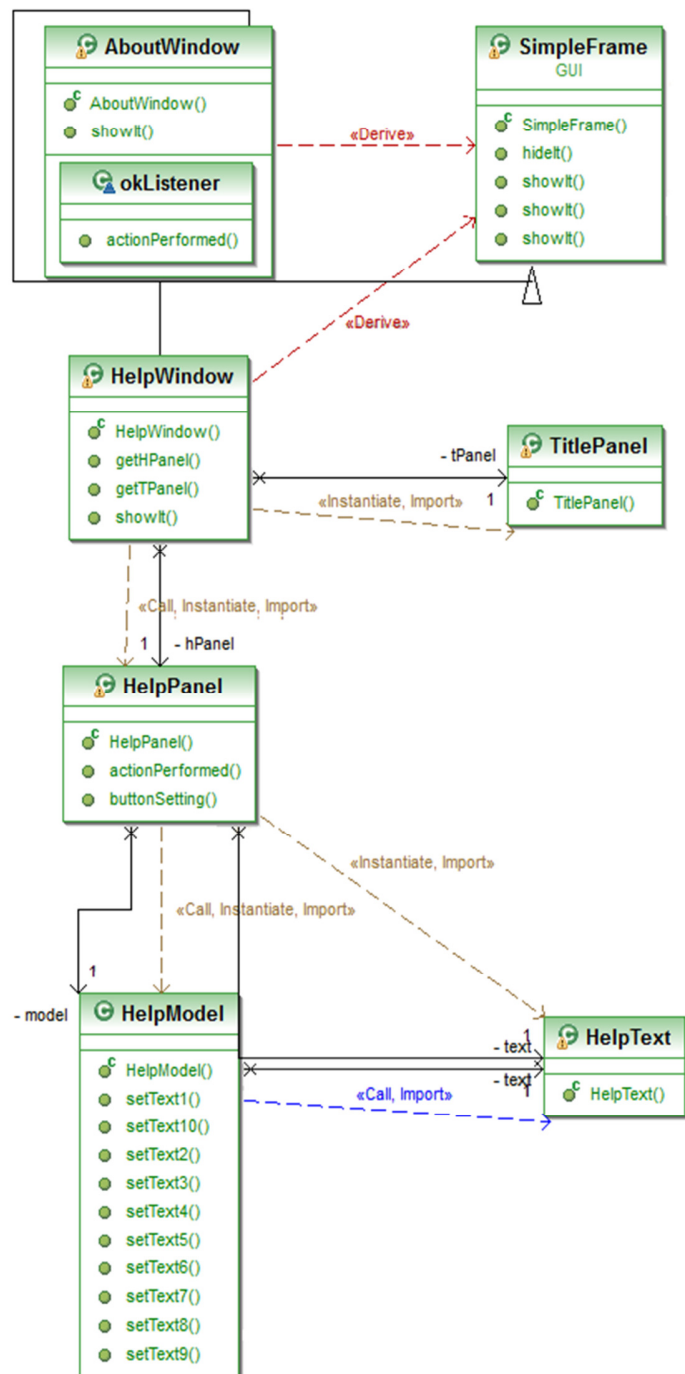 AboutWindow
AboutWindow()
showIt()
okListener
actionPerformed()
SimpleFrame
GUI
SimpleFrame()
hideIt()
showIt()
showIt()
showIt()
«Derive»
«Derive»
HelpWindow
HelpWindow()
getHPanel()
getTPanel()
showIt()
- tPanel
1
«Instantiate, Import»
TitlePanel
TitlePanel()
«Call, Instantiate, Import»
1
- hPanel
HelpPanel
HelpPanel()
actionPerformed()
buttonSetting()
«Instantiate, Import»
«Call, Instantiate, Import»
1
- model
HelpModel
HelpModel()
setText1()
setText10()
setText2()
setText3()
setText4()
setText5()
setText6()
setText7()
setText8()
setText9()
1
- text
- text
1
«Call, Import»
HelpText
HelpText()